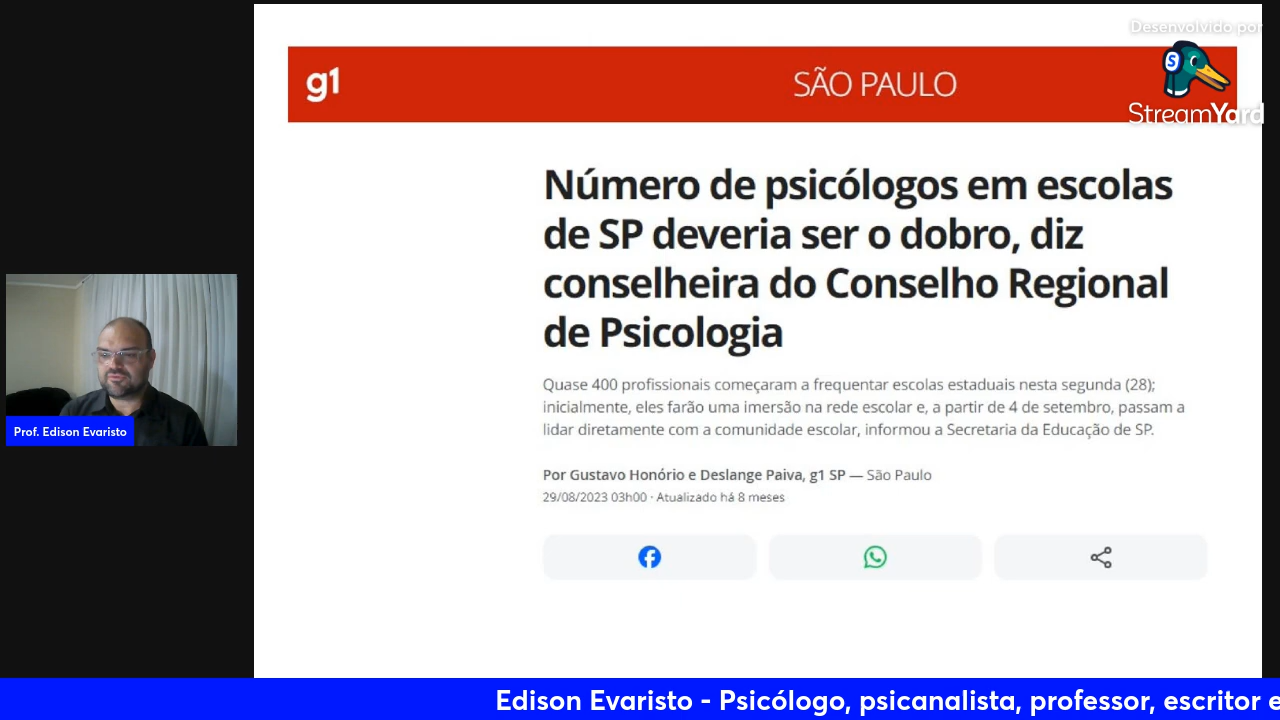 Desenvolvido por
S
StreamYard
g1
SÃO PAULO
Número de psicólogos em escolas
de SP deveria ser o dobro, diz
conselheira do Conselho Regional
de Psicologia
Quase 400 profissionais começaram a frequentar escolas estaduais nesta segunda (28);
inicialmente, eles farão uma imersão na rede escolar e, a partir de 4 de setembro, passam a
lidar diretamente com a comunidade escolar, informou a Secretaria da Educação de SP.
Por Gustavo Honório e Deslange Paiva, g1 SP — São Paulo
29/08/2023 03h00 · Atualizado há 8 meses
Prof. Edison Evaristo
Edison Evaristo - Psicólogo, psicanalista, professor, escritor e